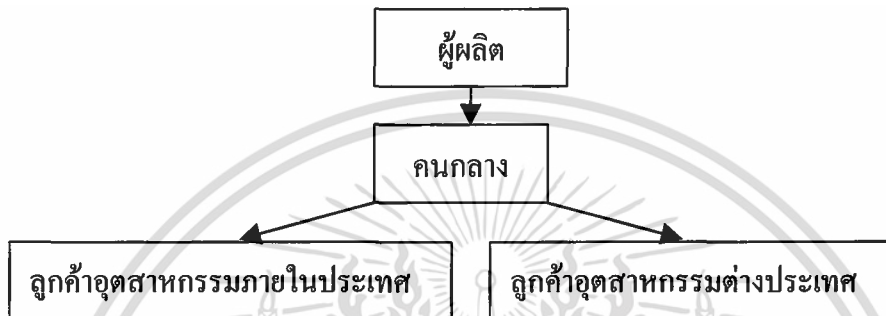 ผู้ผลิต
คนกลาง
ลูกค้าอุตสาหกรรมภายในประเทศ
ลูกค้าอุตสาหกรรมต่างประเทศ